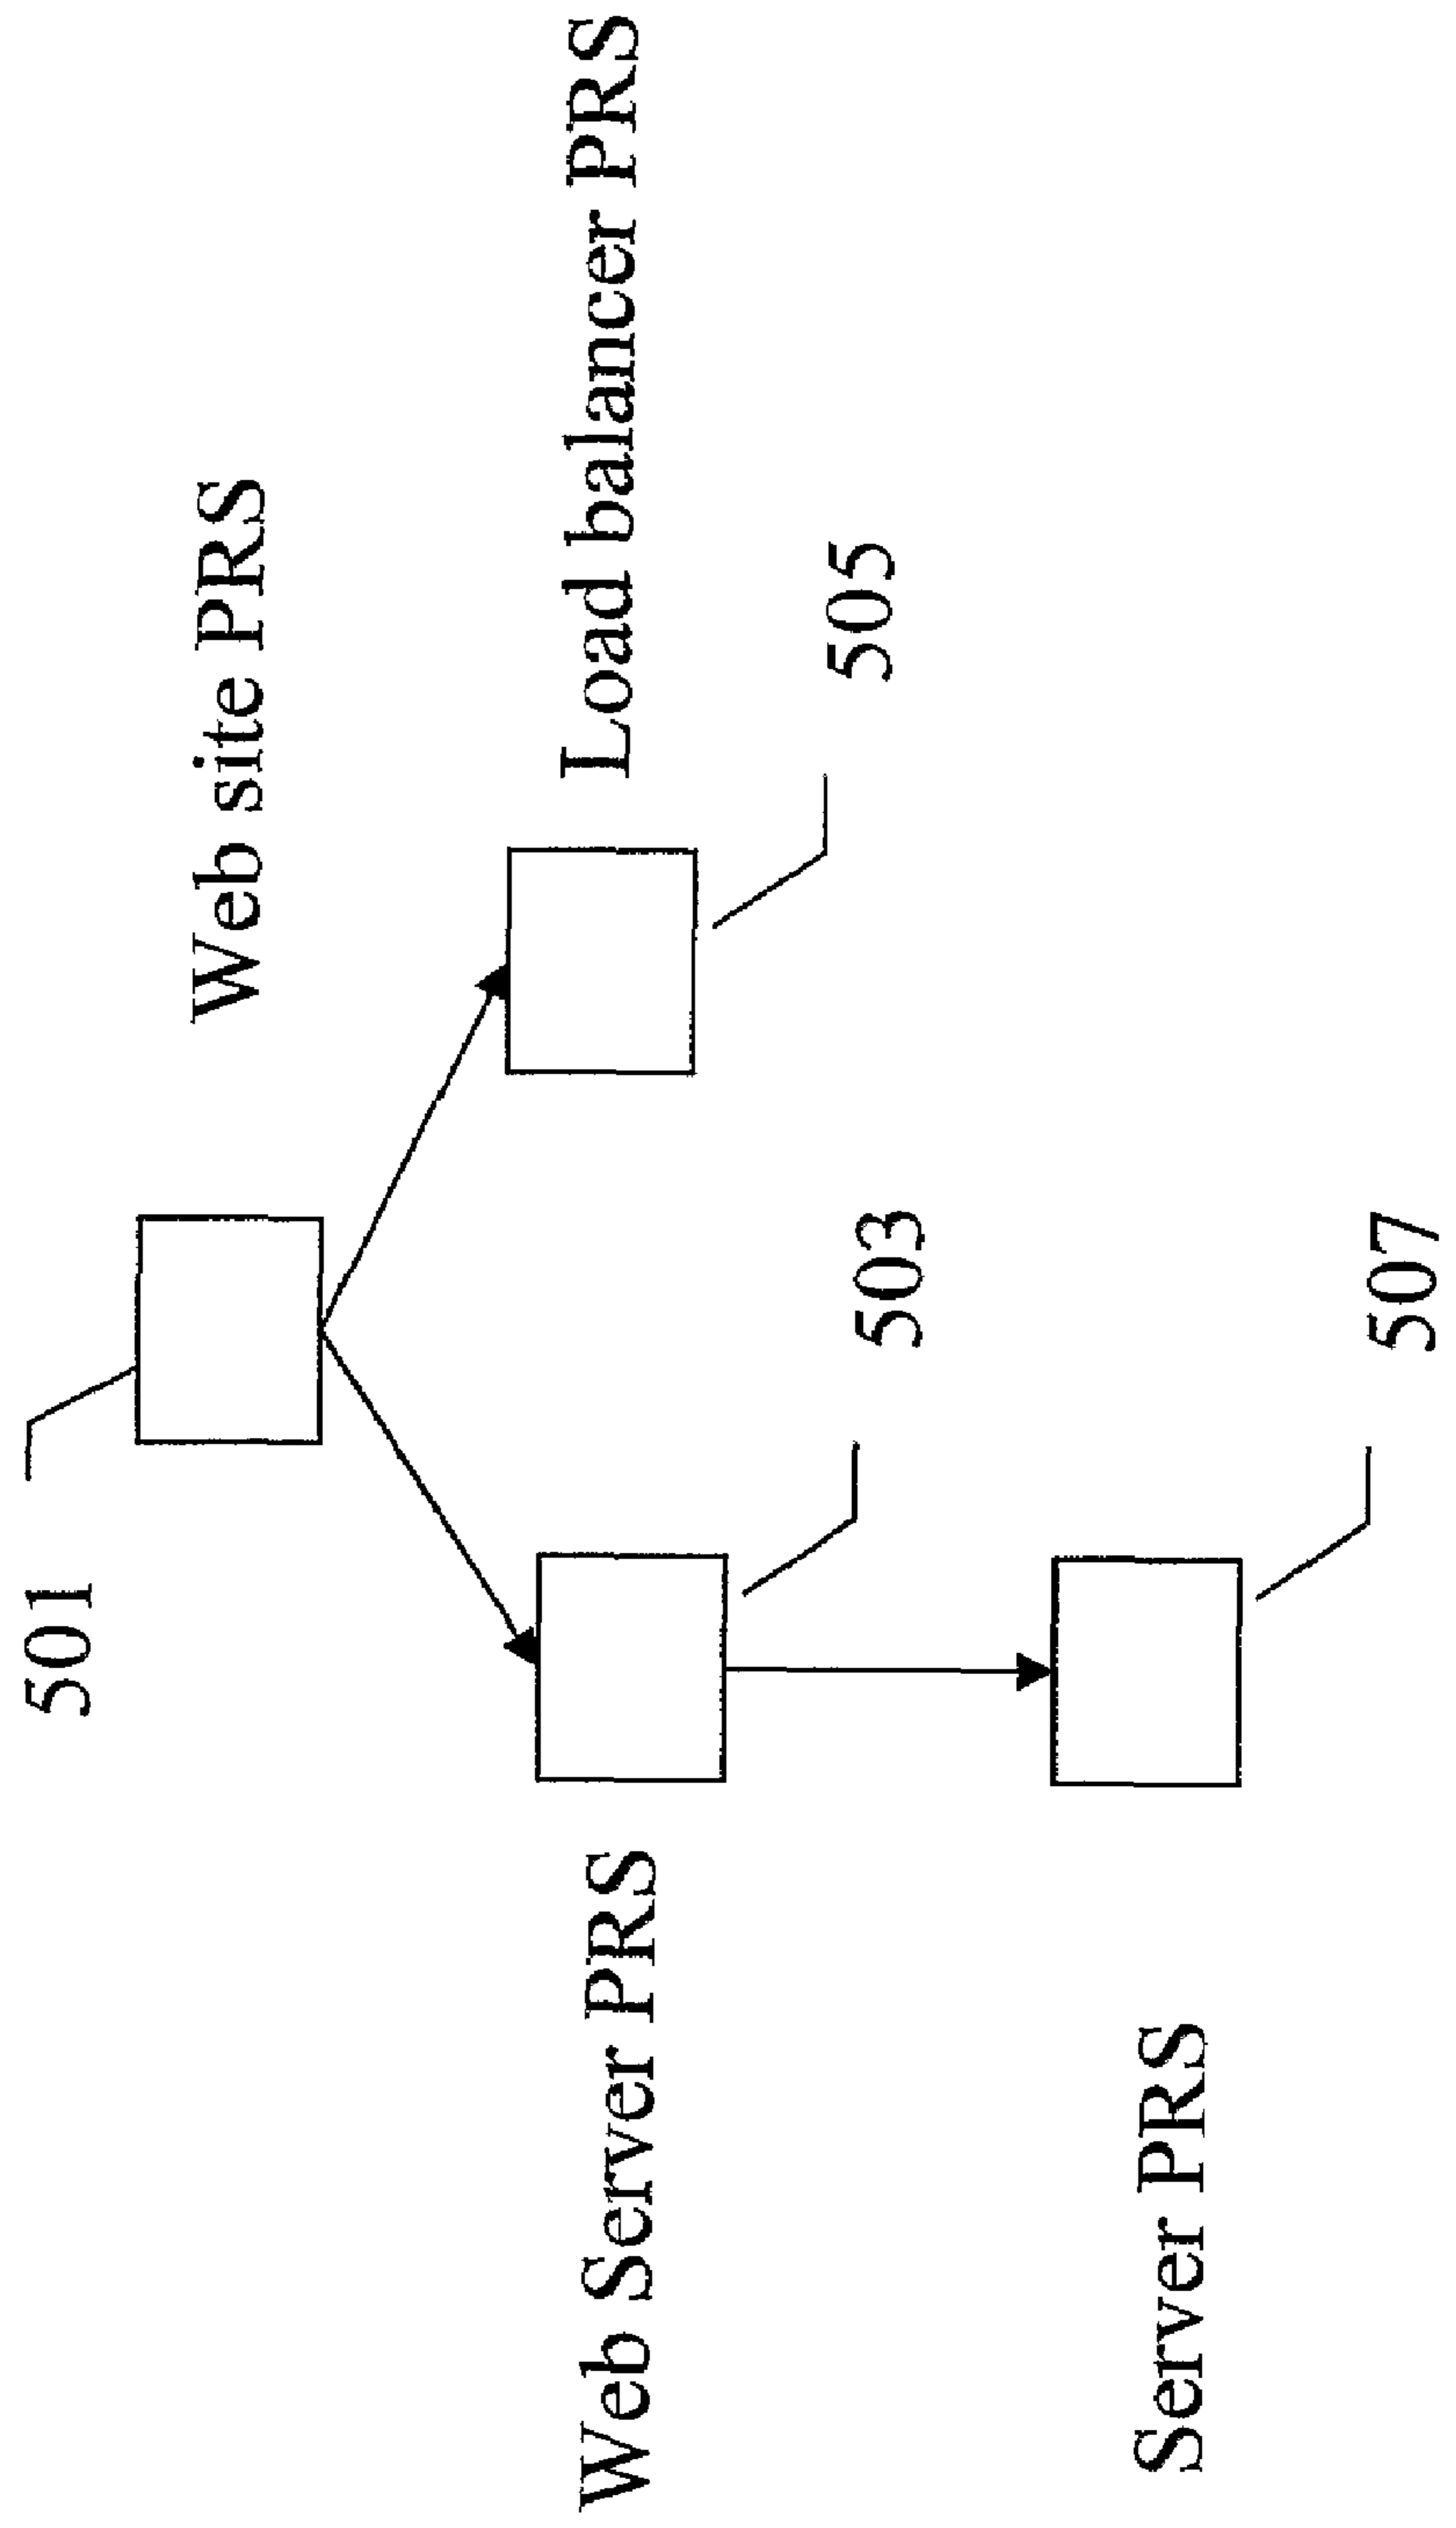 501
Web site PRS
Web Server PRS
Load balancer PRS
503
505
Server PRS
507